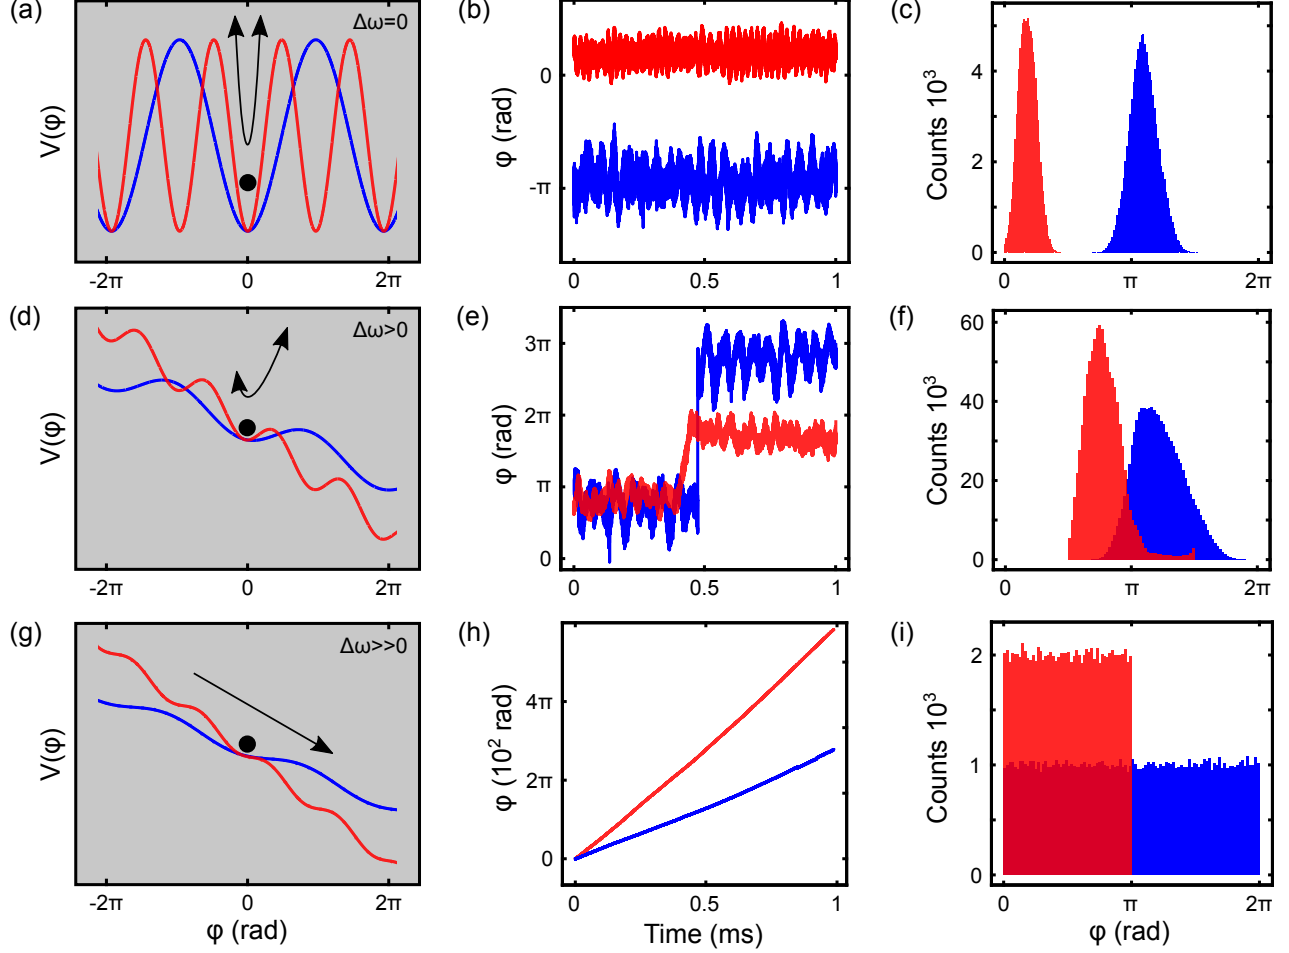 (a)
Δω=0
V(φ)
-2π 0 2π
(b)
φ (rad)
0
-π
0 0.5 1
(c)
Counts 10³
4
2
0
0 π 2π
(d)
Δω>0
V(φ)
-2π 0 2π
(e)
φ (rad)
3π
2π
π
0
0 0.5 1
(f)
Counts 10³
60
40
20
0
0 π 2π
(g)
Δω>>0
V(φ)
-2π 0 2π
φ (rad)
(h)
φ (10² rad)
4π
2π
0
0 0.5 1
Time (ms)
(i)
Counts 10³
2
1
0
0 π 2π
φ (rad)